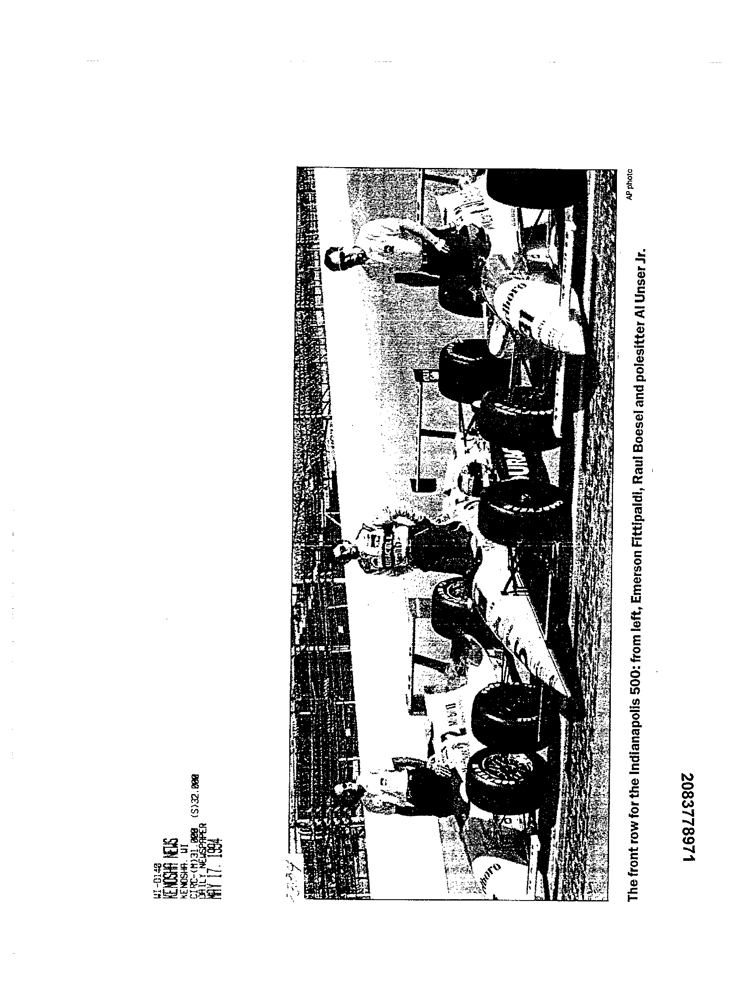 WI-D148
KENOSHA NEWS
KENOSHA, WI
CIRC-(M)31,000 (S)32,000
DAILY NEWSPAPER
MAY 17, 1994
AP photo
The front row for the Indianapolis 500: from left, Emerson Fittipaldi, Raul Boesel and polesitter Al Unser Jr.
2083778971